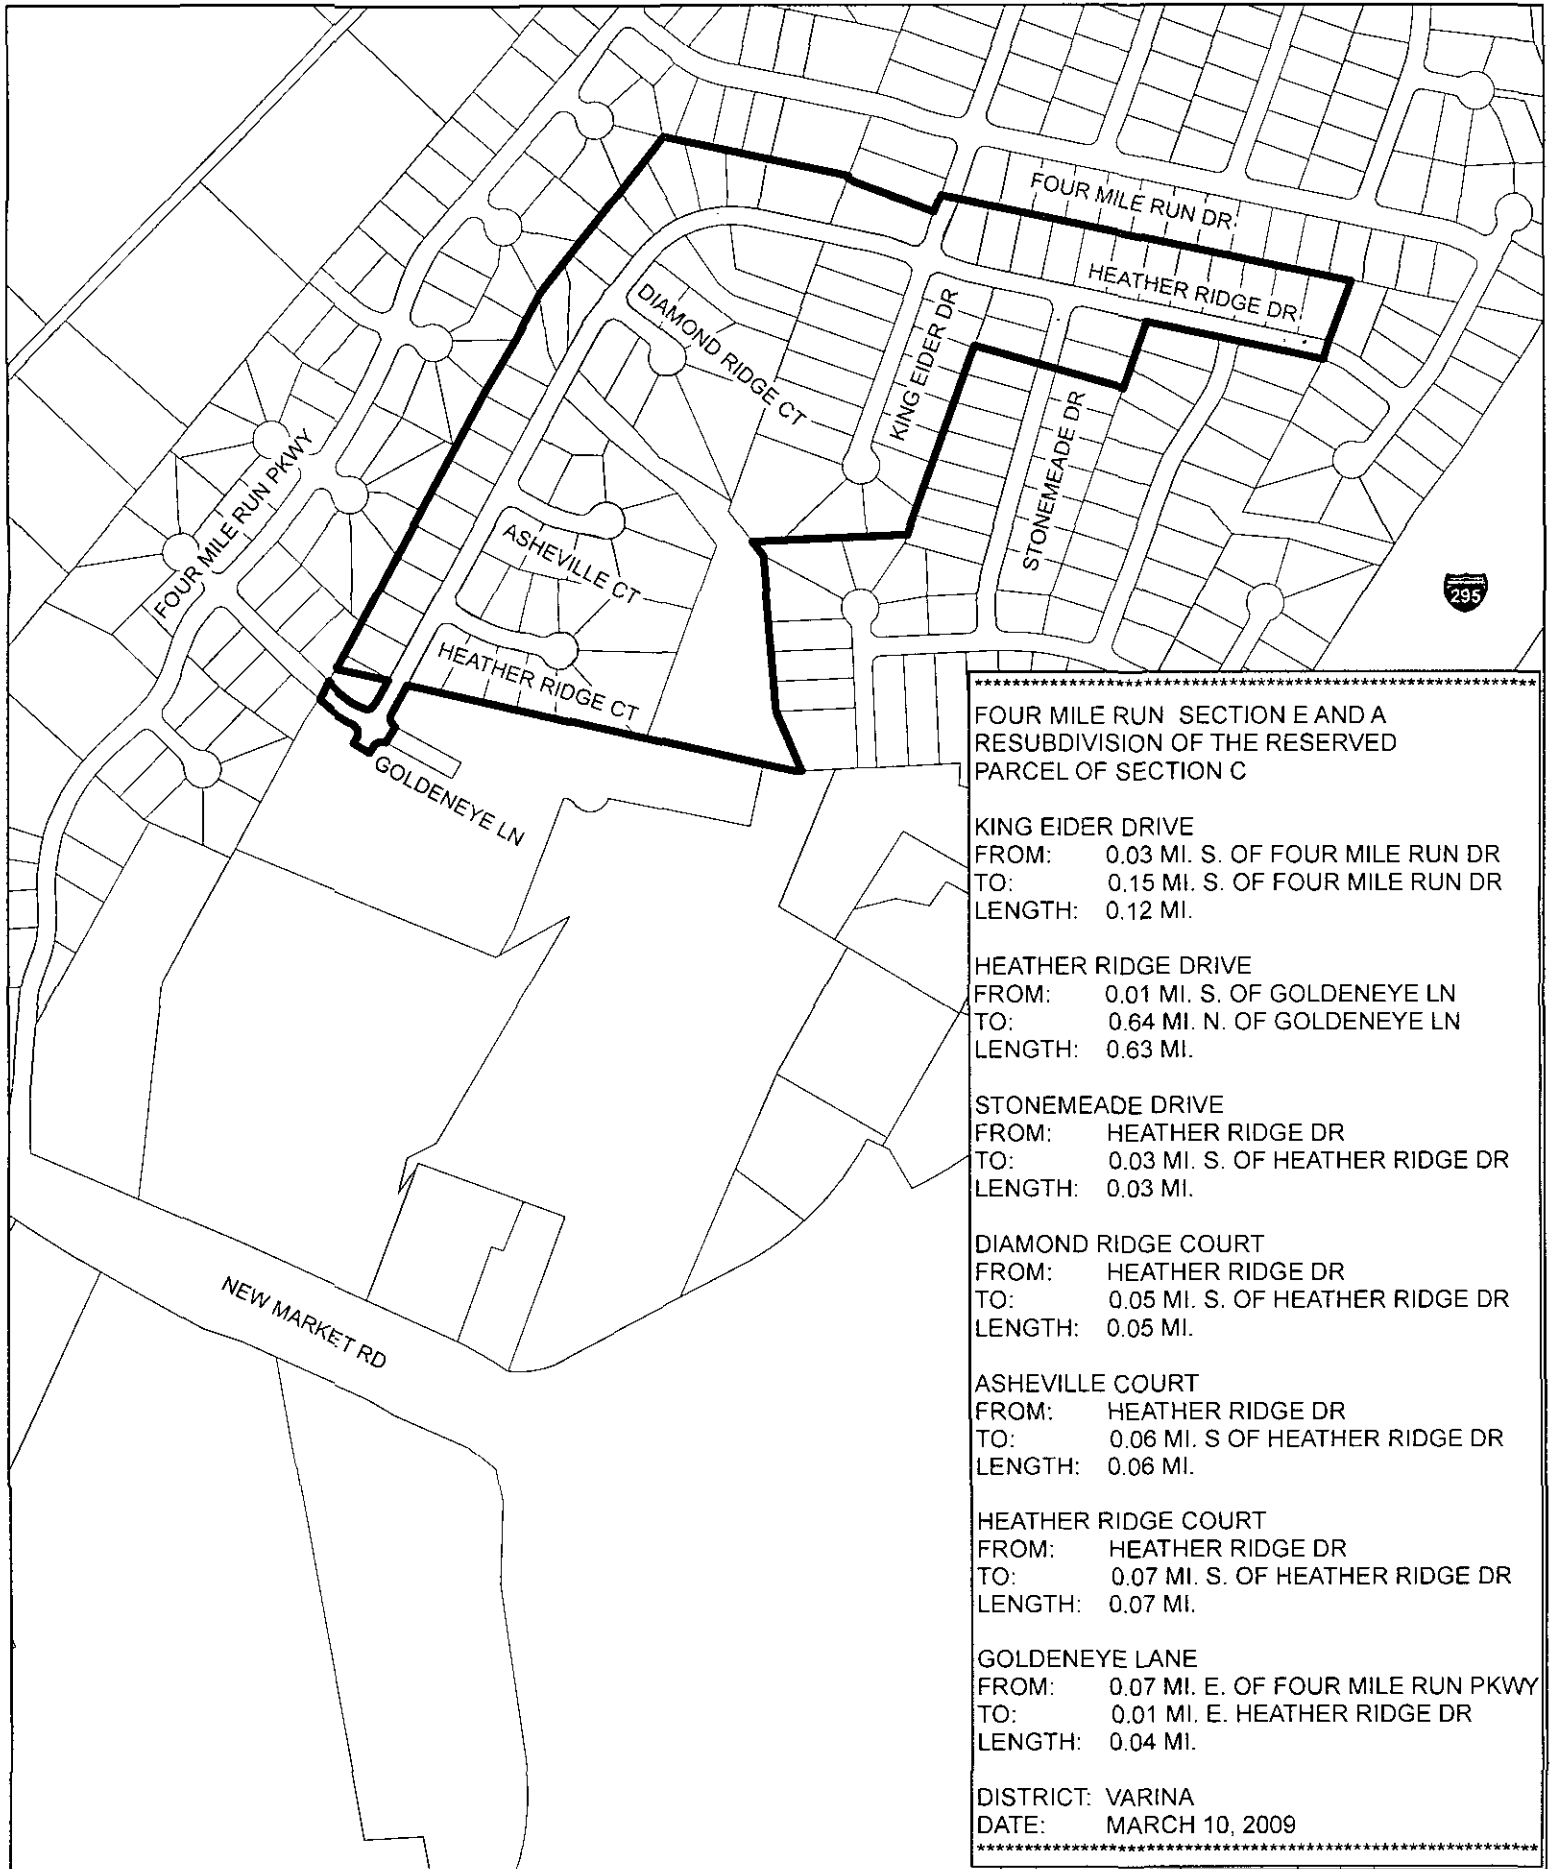 FOUR MILE RUN DR
HEATHER RIDGE DR
DIAMOND RIDGE CT
KING EIDER DR
STONEMEADE DR
FOUR MILE RUN PKWY
ASHEVILLE CT
295
HEATHER RIDGE CT
GOLDENEYE LN
NEW MARKET RD
************************************************************
FOUR MILE RUN SECTION E AND A
RESUBDIVISION OF THE RESERVED
PARCEL OF SECTION C
KING EIDER DRIVE
FROM: 0.03 MI. S. OF FOUR MILE RUN DR
TO: 0.15 MI. S. OF FOUR MILE RUN DR
LENGTH: 0.12 MI.
HEATHER RIDGE DRIVE
FROM: 0.01 MI. S. OF GOLDENEYE LN
TO: 0.64 MI. N. OF GOLDENEYE LN
LENGTH: 0.63 MI.
STONEMEADE DRIVE
FROM: HEATHER RIDGE DR
TO: 0.03 MI. S. OF HEATHER RIDGE DR
LENGTH: 0.03 MI.
DIAMOND RIDGE COURT
FROM: HEATHER RIDGE DR
TO: 0.05 MI. S. OF HEATHER RIDGE DR
LENGTH: 0.05 MI.
ASHEVILLE COURT
FROM: HEATHER RIDGE DR
TO: 0.06 MI. S OF HEATHER RIDGE DR
LENGTH: 0.06 MI.
HEATHER RIDGE COURT
FROM: HEATHER RIDGE DR
TO: 0.07 MI. S. OF HEATHER RIDGE DR
LENGTH: 0.07 MI.
GOLDENEYE LANE
FROM: 0.07 MI. E. OF FOUR MILE RUN PKWY
TO: 0.01 MI. E. HEATHER RIDGE DR
LENGTH: 0.04 MI.
DISTRICT: VARINA
DATE: MARCH 10, 2009
************************************************************